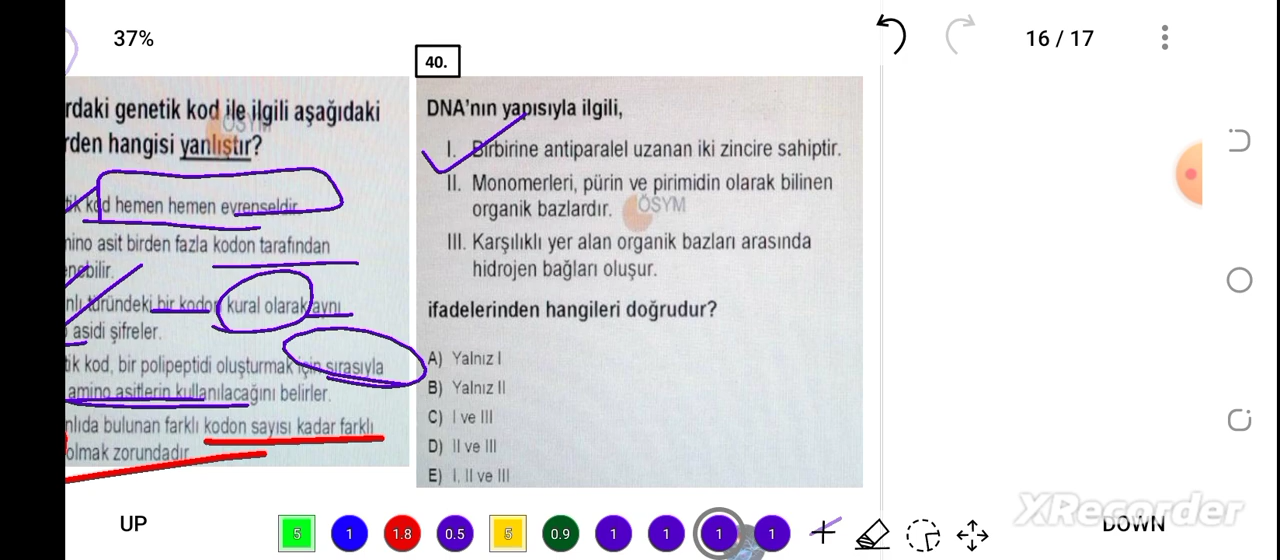 37%
16 / 17
rdaki genetik kod ile ilgili aşağıdaki
rden hangisi yanlıştır?
ÖSYM
tik kod hemen hemen evrenseldir
mino asit birden fazla kodon tarafından
nebilir.
nlı türündeki bir kodon kural olarak aynı
asidi şifreler.
tik kod, bir polipeptidi oluşturmak için sırasıyla
amino asitlerin kullanılacağını belirler.
nlıda bulunan farklı kodon sayısı kadar farklı
olmak zorundadır
40.
DNA'nın yapısıyla ilgili,
I. Birbirine antiparalel uzanan iki zincire sahiptir.
II. Monomerleri, pürin ve pirimidin olarak bilinen
organik bazlardır.
ÖSYM
III. Karşılıklı yer alan organik bazları arasında
hidrojen bağları oluşur.
ifadelerinden hangileri doğrudur?
A) Yalnız I
B) Yalnız II
C) I ve III
D) II ve III
E) I, II ve III
UP
5
1
1.8
0.5
5
0.9
1
1
1
1
DOWN
XRecorder